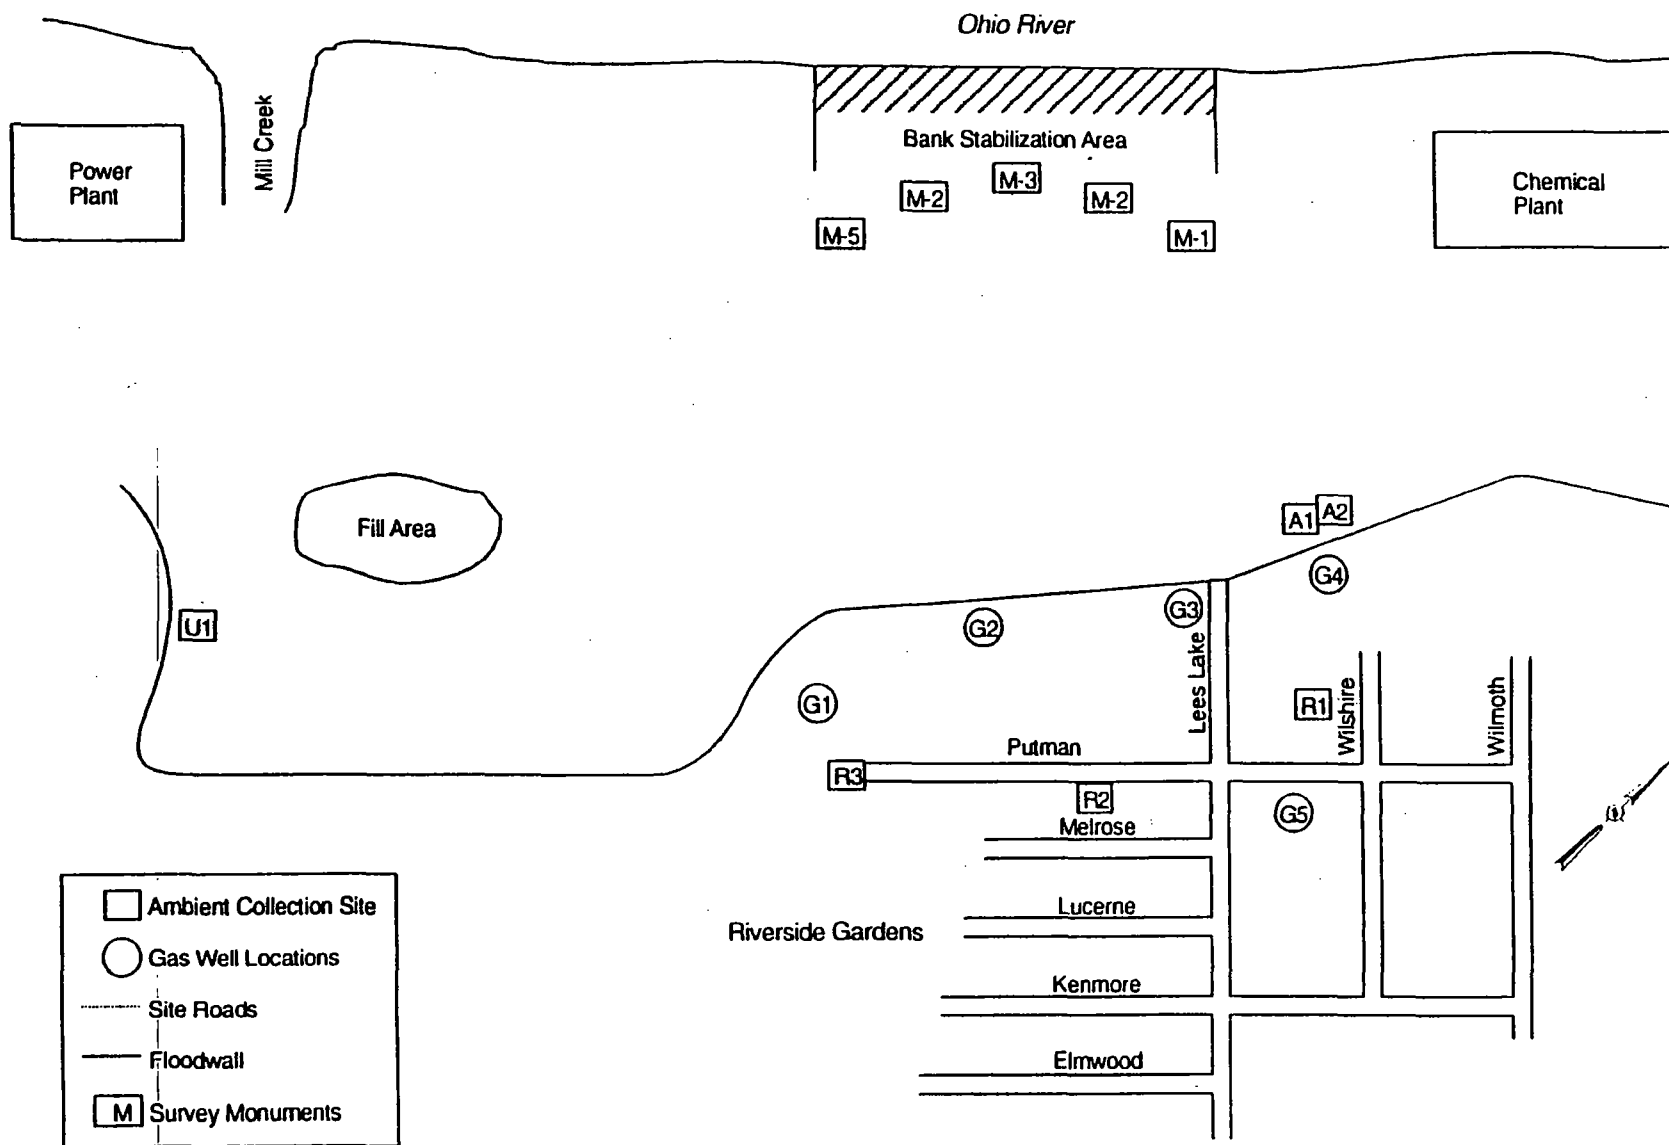 Ohio River
Mill Creek
Power
Plant
Bank Stabilization Area
Chemical
Plant
M-3
M-2
M-2
M-5
M-1
Fill Area
A1
A2
G4
G3
U1
G2
Lees Lake
Wilshire
Wilmoth
G1
R1
Putman
R3
R2
G5
Melrose
Lucerne
Riverside Gardens
Kenmore
Elmwood
Ambient Collection Site
Gas Well Locations
Site Roads
Floodwall
M Survey Monuments